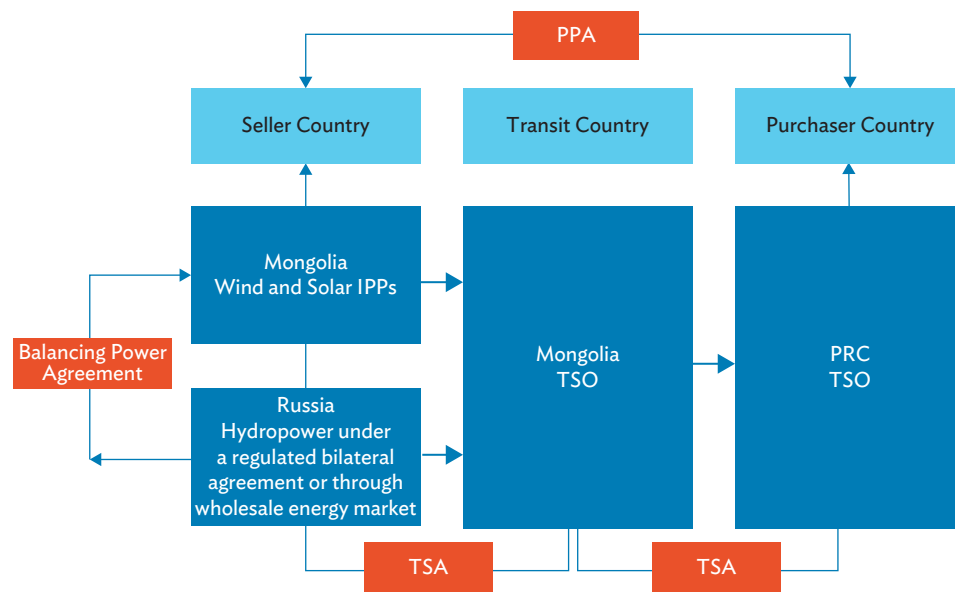 PPA
Seller Country
Transit Country
Purchaser Country
Mongolia
Wind and Solar IPPs
Balancing Power
Agreement
Russia
Hydropower under
a regulated bilateral
agreement or through
wholesale energy market
Mongolia
TSO
PRC
TSO
TSA
TSA